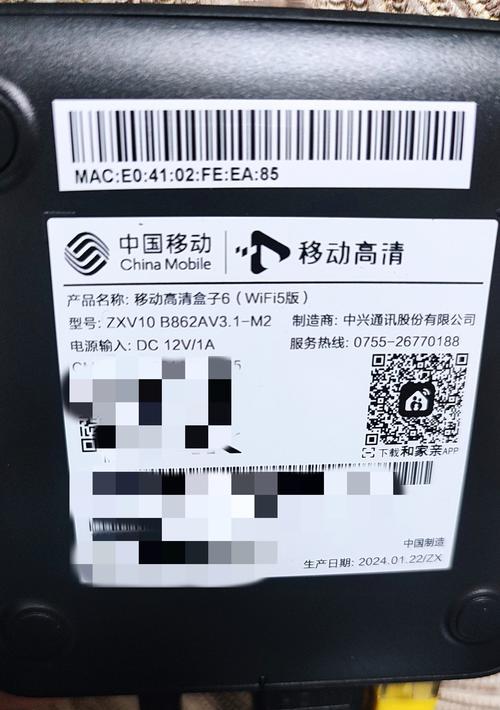 MAC:E0:41:02:FE:EA:85
中国移动 China Mobile 移动高清
产品名称: 移动高清盒子6（WiFi5版）
型号: ZXV10 B862AV3.1-M2 制造商: 中兴通讯股份有限公司
电源输入: DC 12V/1A 服务热线: 0755-26770188
下载和家亲APP
中国制造
生产日期: 2024.01.22/ZX